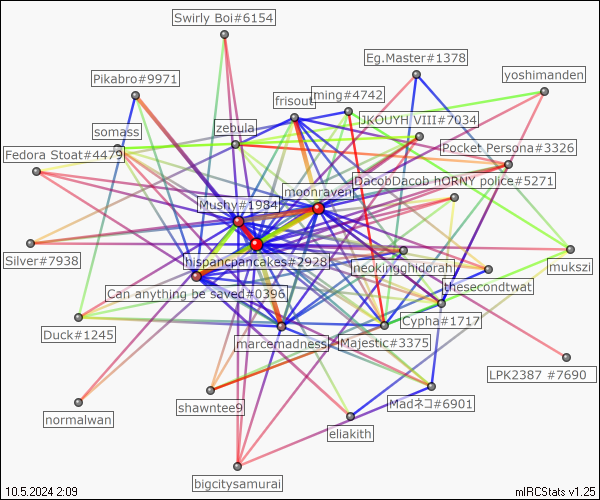 Swirly Boi#6154
Eg.Master#1378
Pikabro#9971
yoshimanden
ming#4742
frisout
JKOUYH_VIII#7034
zebula
somass
Pocket Persona#3326
Fedora Stoat#4479
DacobDacob hORNY police#5271
moonraven
Mushy#1984
Silver#7938
hispancpancakes#2928
neokingghidorah
mukszi
thesecondtwat
Can anything be saved#0396
Cypha#1717
Duck#1245
marcemadness
Majestic#3375
LPK2387 #7690
Madネコ#6901
shawntee9
normalwan
eliakith
bigcitysamurai
10.5.2024 2:09
mIRCStats v1.25